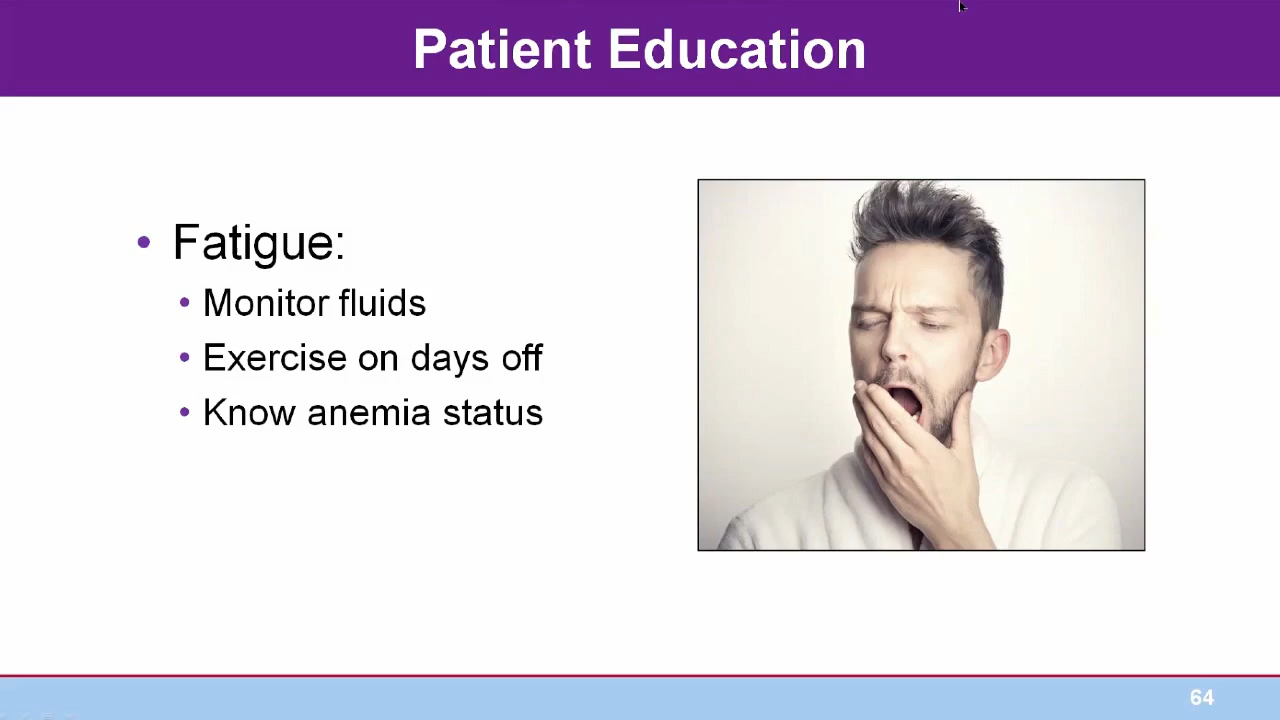 Patient Education
Fatigue:
Monitor fluids
Exercise on days off
Know anemia status
64